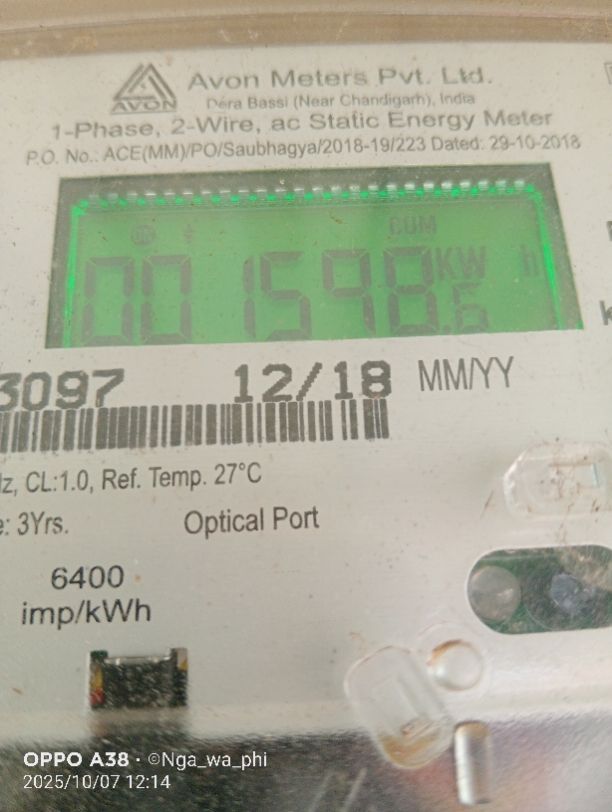 AVON
Avon Meters Pvt. Ltd.
Dera Bassi (Near Chandigarh), India
1-Phase, 2-Wire, ac Static Energy Meter
P.O. No.: ACE(MM)/PO/Saubhagya/2018-19/223 Dated: 29-10-2018
CUM
001598.6 KW h
3097 12/18 MM/YY
Hz, CL:1.0, Ref. Temp. 27°C
e: 3Yrs. Optical Port
6400
imp/kWh
OPPO A38 · ©Nga_wa_phi
2025/10/07 12:14